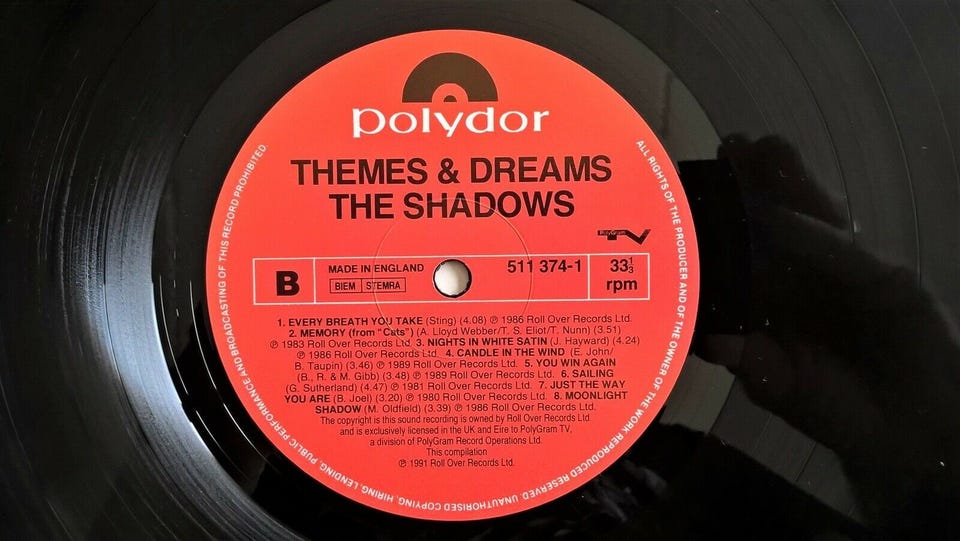 polydor
THEMES & DREAMS
THE SHADOWS
PolyGram TV
B
MADE IN ENGLAND
BIEM STEMRA
511 374-1
33⅓
rpm
1. EVERY BREATH YOU TAKE (Sting) (4.08) ℗ 1986 Roll Over Records Ltd.
2. MEMORY (from "Cats") (A. Lloyd Webber/T. S. Eliot/T. Nunn) (3.51)
℗ 1983 Roll Over Records Ltd. 3. NIGHTS IN WHITE SATIN (J. Hayward) (4.24)
℗ 1986 Roll Over Records Ltd. 4. CANDLE IN THE WIND (E. John/
B. Taupin) (3.46) ℗ 1989 Roll Over Records Ltd. 5. YOU WIN AGAIN
(B., R. & M. Gibb) (3.48) ℗ 1989 Roll Over Records Ltd. 6. SAILING
(G. Sutherland) (4.47) ℗ 1981 Roll Over Records Ltd. 7. JUST THE WAY
YOU ARE (B. Joel) (3.20) ℗ 1980 Roll Over Records Ltd. 8. MOONLIGHT
SHADOW (M. Oldfield) (3.39) ℗ 1986 Roll Over Records Ltd.
The copyright in this sound recording is owned by Roll Over Records Ltd.
and is exclusively licensed in the UK and Eire to PolyGram TV,
a division of PolyGram Record Operations Ltd.
This compilation
℗ 1991 Roll Over Records Ltd.
ALL RIGHTS OF THE PRODUCER AND OF THE OWNER OF THE WORK REPRODUCED RESERVED. UNAUTHORISED COPYING, HIRING, LENDING, PUBLIC PERFORMANCE AND BROADCASTING OF THIS RECORD PROHIBITED.